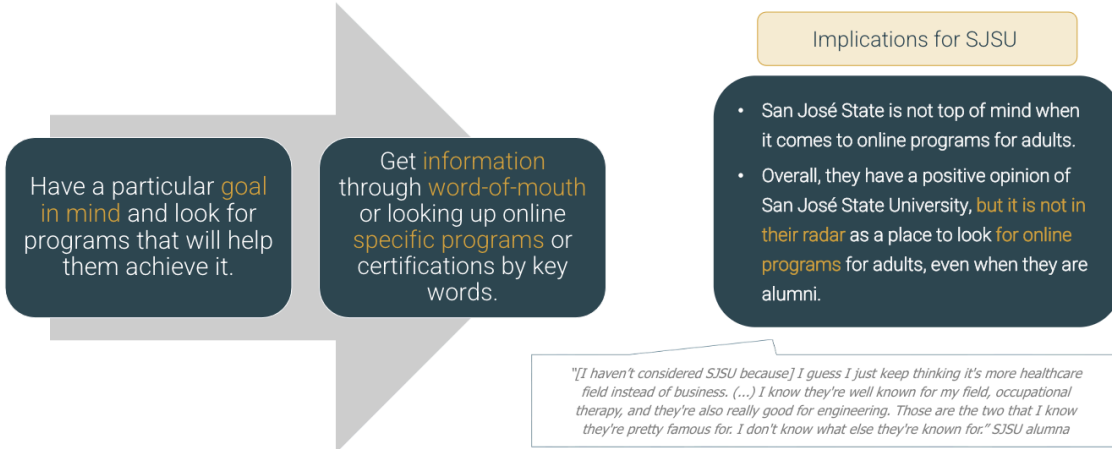 Have a particular goal
in mind and look for
programs that will help
them achieve it.
Get information
through word-of-mouth
or looking up online
specific programs or
certifications by key
words.
Implications for SJSU
• San José State is not top of mind when
it comes to online programs for adults.
• Overall, they have a positive opinion of
San José State University, but it is not in
their radar as a place to look for online
programs for adults, even when they are
alumni.
"[I haven't considered SJSU because] I guess I just keep thinking it's more healthcare
field instead of business. (...) I know they're well known for my field, occupational
therapy, and they're also really good for engineering. Those are the two that I know
they're pretty famous for. I don't know what else they're known for." SJSU alumna